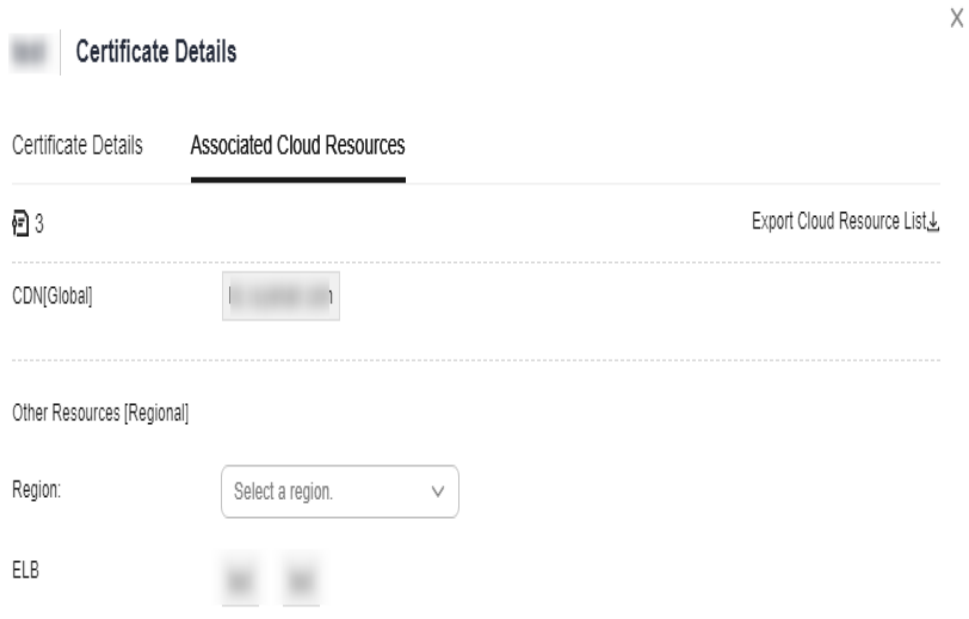 X
Certificate Details
Certificate Details Associated Cloud Resources
3 Export Cloud Resource List
CDN[Global]
Other Resources [Regional]
Region: Select a region.
ELB